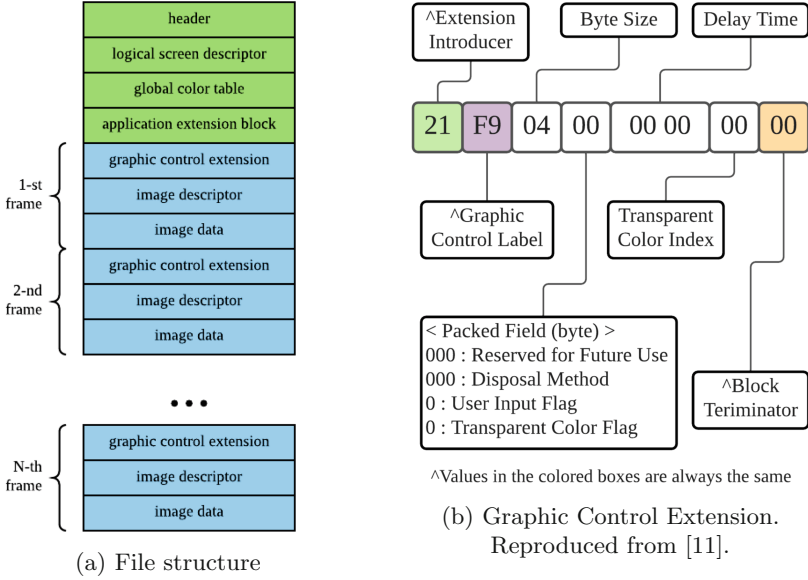 header
logical screen descriptor
global color table
application extension block
graphic control extension
image descriptor
image data
1-st
frame
graphic control extension
image descriptor
image data
2-nd
frame
...
graphic control extension
image descriptor
image data
N-th
frame
(a) File structure
^Extension
Introducer
Byte Size
Delay Time
21 F9 04 00 00 00 00 00
^Graphic
Control Label
Transparent
Color Index
< Packed Field (byte) >
000 : Reserved for Future Use
000 : Disposal Method
0 : User Input Flag
0 : Transparent Color Flag
^Block
Teriminator
^Values in the colored boxes are always the same
(b) Graphic Control Extension.
Reproduced from [11].